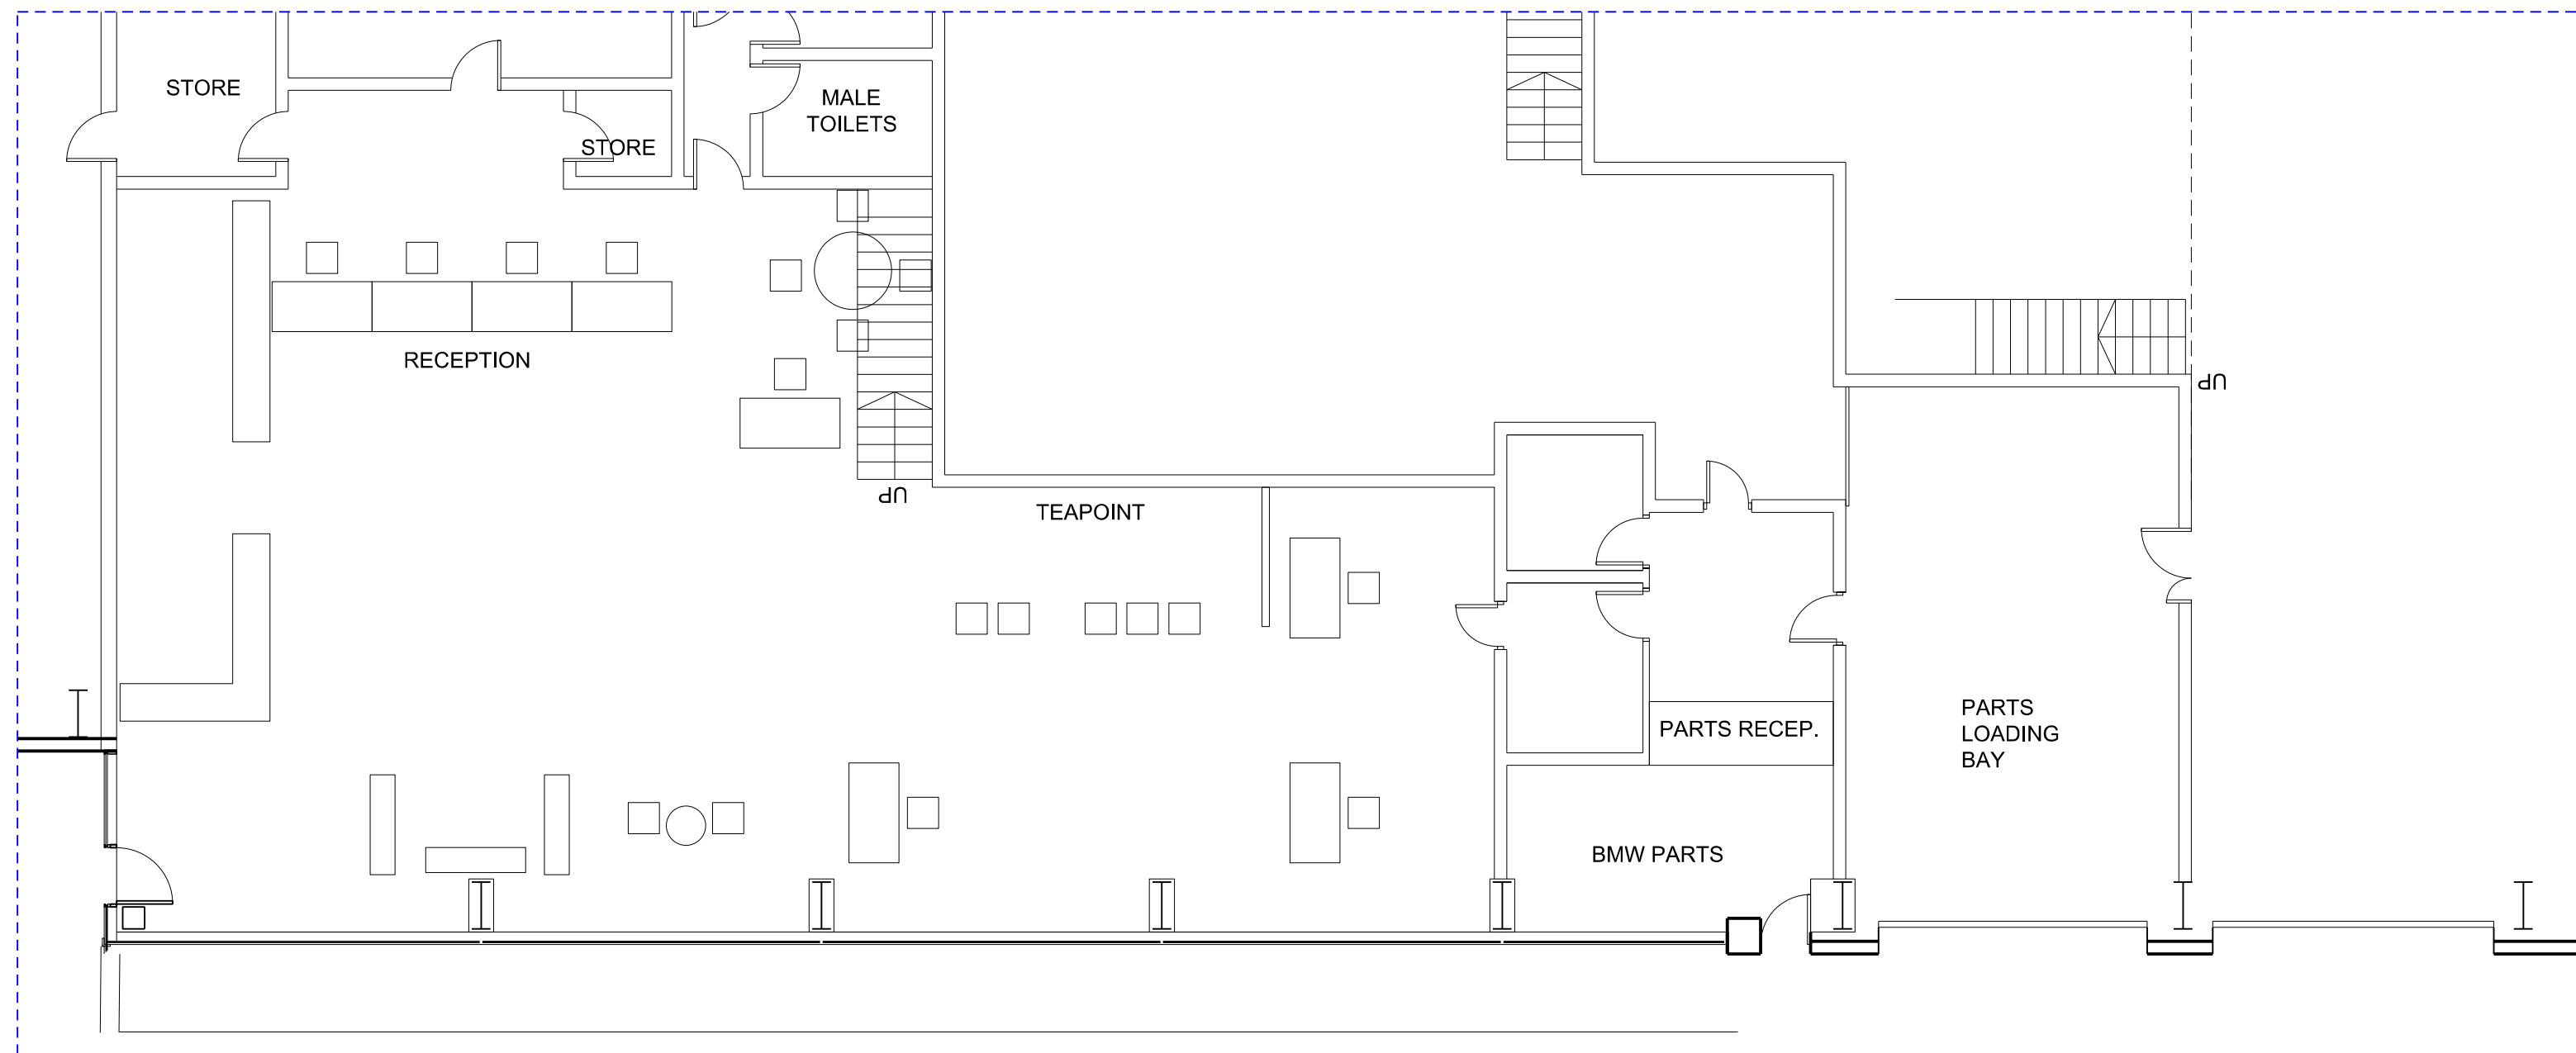 STORE
MALE
TOILETS
STORE
RECEPTION
UP
UP
TEAPOINT
PARTS
LOADING
BAY
PARTS RECEP.
BMW PARTS